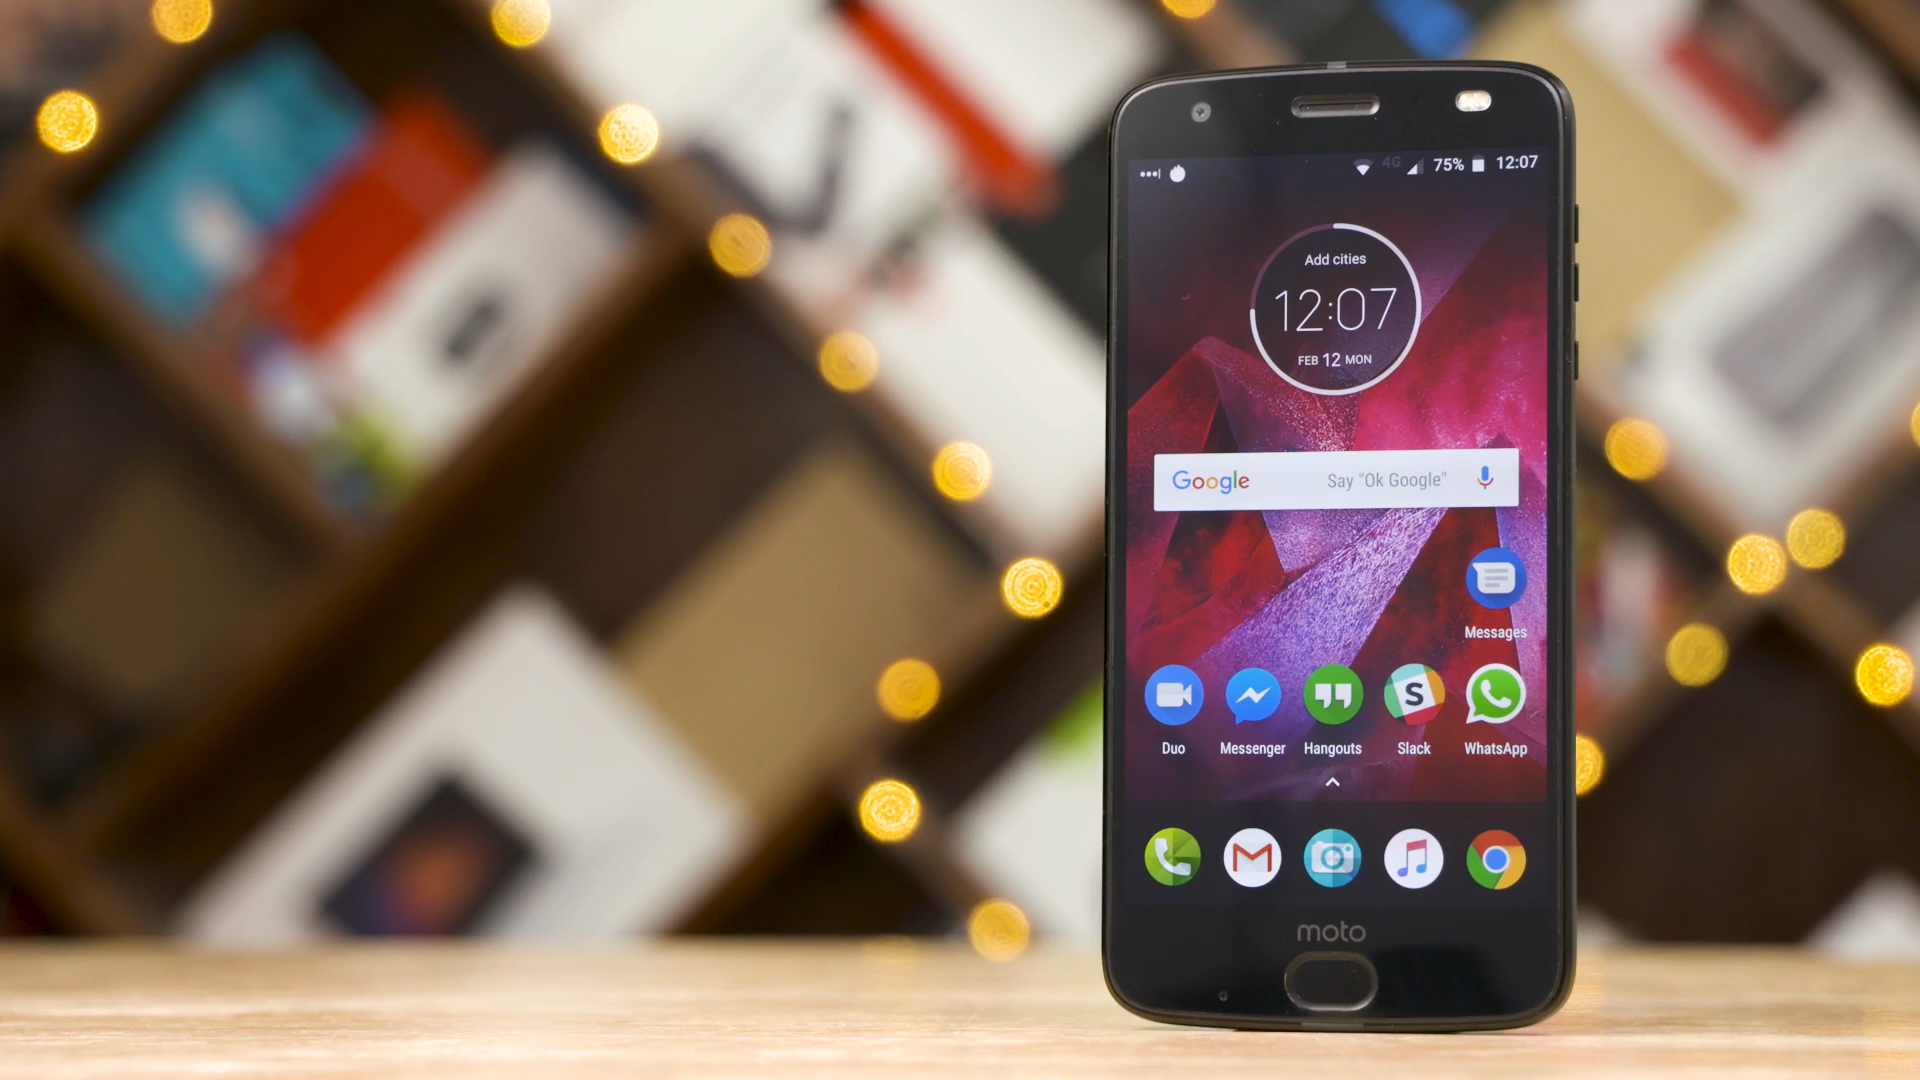 4G 75% 12:07
Add cities
12:07
FEB 12 MON
Google Say "Ok Google"
Messages
Duo Messenger Hangouts Slack WhatsApp
moto